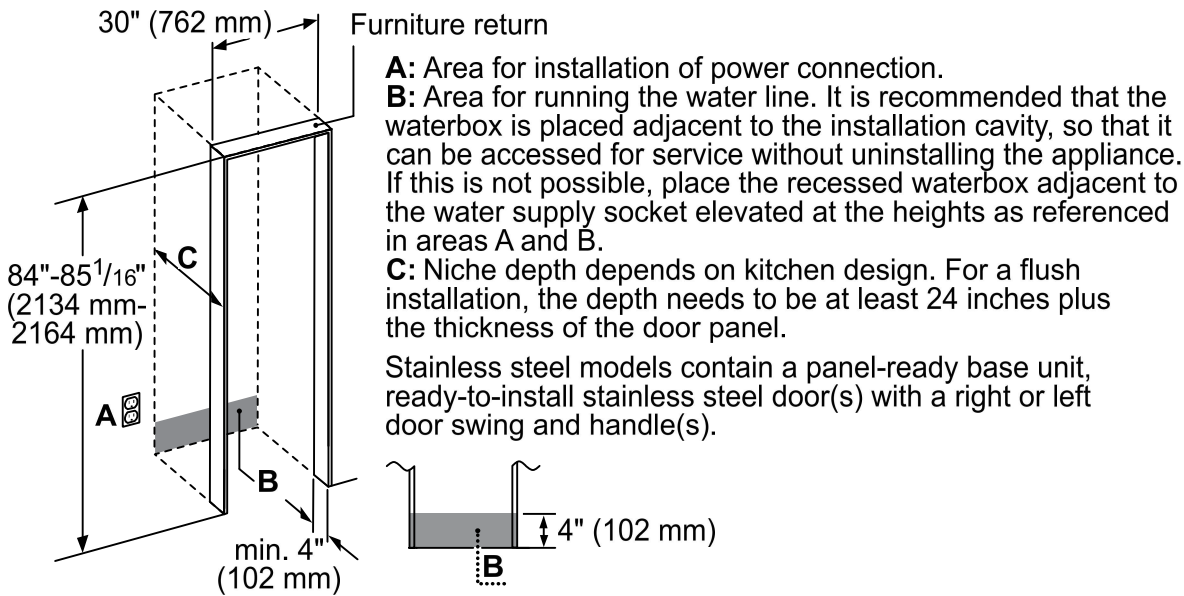 30" (762 mm)
Furniture return
A: Area for installation of power connection.
B: Area for running the water line. It is recommended that the
waterbox is placed adjacent to the installation cavity, so that it
can be accessed for service without uninstalling the appliance.
If this is not possible, place the recessed waterbox adjacent to
the water supply socket elevated at the heights as referenced
in areas A and B.
C: Niche depth depends on kitchen design. For a flush
installation, the depth needs to be at least 24 inches plus
the thickness of the door panel.
Stainless steel models contain a panel-ready base unit,
ready-to-install stainless steel door(s) with a right or left
door swing and handle(s).
C
84"-85 1/16"
(2134 mm-
2164 mm)
A
B
min. 4"
(102 mm)
4" (102 mm)
B